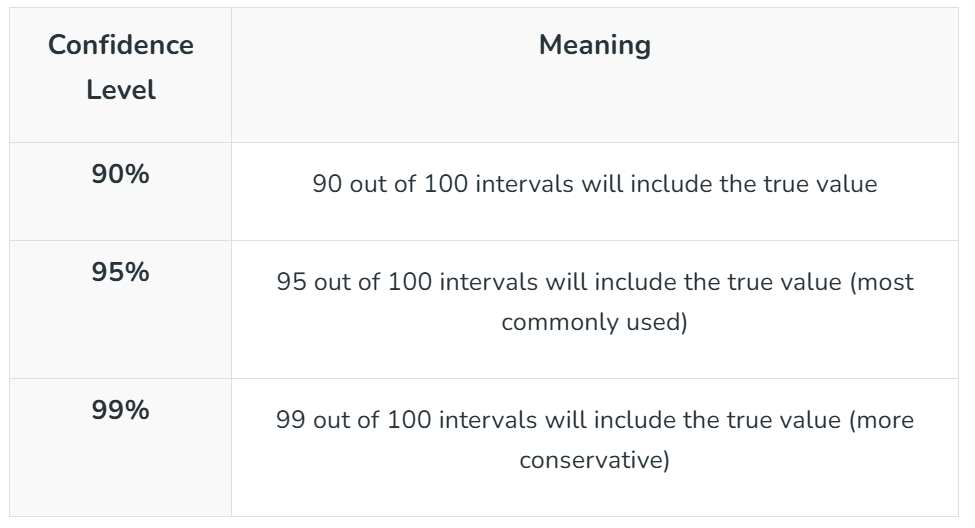 Confidence
Level
Meaning
90%
90 out of 100 intervals will include the true value
95%
95 out of 100 intervals will include the true value (most
commonly used)
99%
99 out of 100 intervals will include the true value (more
conservative)